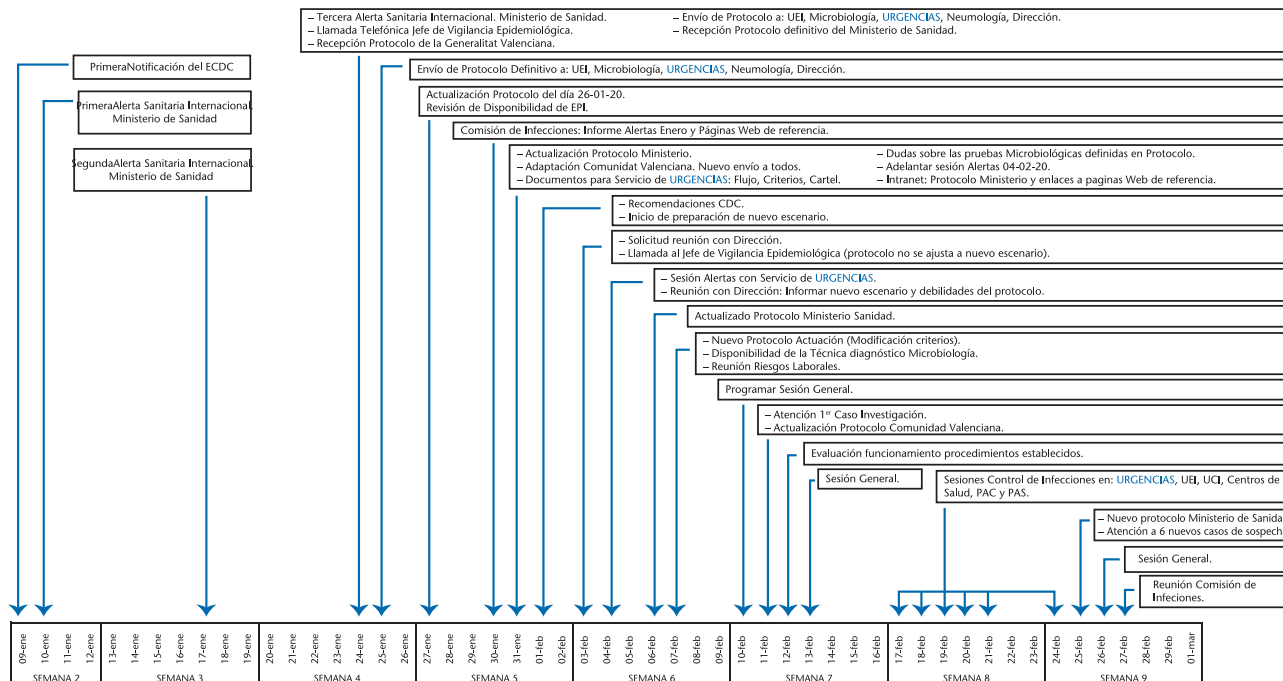 – Tercera Alerta Sanitaria Internacional. Ministerio de Sanidad.
– Llamada Telefónica Jefe de Vigilancia Epidemiológica.
– Recepción Protocolo de la Generalitat Valenciana.
– Envío de Protocolo a: UEI, Microbiología, URGENCIAS, Neumología, Dirección.
– Recepción Protocolo definitivo del Ministerio de Sanidad.
PrimeraNotificación del ECDC
Envío de Protocolo Definitivo a: UEI, Microbiología, URGENCIAS, Neumología, Dirección.
PrimeraAlerta Sanitaria Internacional.
Ministerio de Sanidad
Actualización Protocolo del día 26-01-20.
Revisión de Disponibilidad de EPI.
Comisión de Infecciones: Informe Alertas Enero y Páginas Web de referencia.
SegundaAlerta Sanitaria Internacional.
Ministerio de Sanidad
– Actualización Protocolo Ministerio.
– Adaptación Comunidat Valenciana. Nuevo envío a todos.
– Documentos para Servicio de URGENCIAS: Flujo, Criterios, Cartel.
– Dudas sobre las pruebas Microbiológicas definidas en Protocolo.
– Adelantar sesión Alertas 04-02-20.
– Intranet: Protocolo Ministerio y enlaces a paginas Web de referencia.
– Recomendaciones CDC.
– Inicio de preparación de nuevo escenario.
– Solicitud reunión con Dirección.
– Llamada al Jefe de Vigilancia Epidemiológica (protocolo no se ajusta a nuevo escenario).
– Sesión Alertas con Servicio de URGENCIAS.
– Reunión con Dirección: Informar nuevo escenario y debilidades del protocolo.
Actualizado Protocolo Ministerio Sanidad.
– Nuevo Protocolo Actuación (Modificación criterios).
– Disponibilidad de la Técnica diagnóstico Microbiología.
– Reunión Riesgos Laborales.
Programar Sesión General.
– Atención 1er Caso Investigación.
– Actualización Protocolo Comunidad Valenciana.
Evaluación funcionamiento procedimientos establecidos.
Sesión General.
Sesiones Control de Infecciones en: URGENCIAS, UEI, UCI, Centros de
Salud, PAC y PAS.
– Nuevo protocolo Ministerio de Sanida
– Atención a 6 nuevos casos de sospech
Sesión General.
Reunión Comisión de
Infeciones.
09-ene
10-ene
11-ene
12-ene
13-ene
14-ene
15-ene
16-ene
17-ene
18-ene
19-ene
20-ene
21-ene
22-ene
23-ene
24-ene
25-ene
26-ene
27-ene
28-ene
29-ene
30-ene
31-ene
01-feb
02-feb
03-feb
04-feb
05-feb
06-feb
07-feb
08-feb
09-feb
10-feb
11-feb
12-feb
13-feb
14-feb
15-feb
16-feb
17-feb
18-feb
19-feb
20-feb
21-feb
22-feb
23-feb
24-feb
25-feb
26-feb
27-feb
28-feb
29-feb
01-mar
SEMANA 2
SEMANA 3
SEMANA 4
SEMANA 5
SEMANA 6
SEMANA 7
SEMANA 8
SEMANA 9